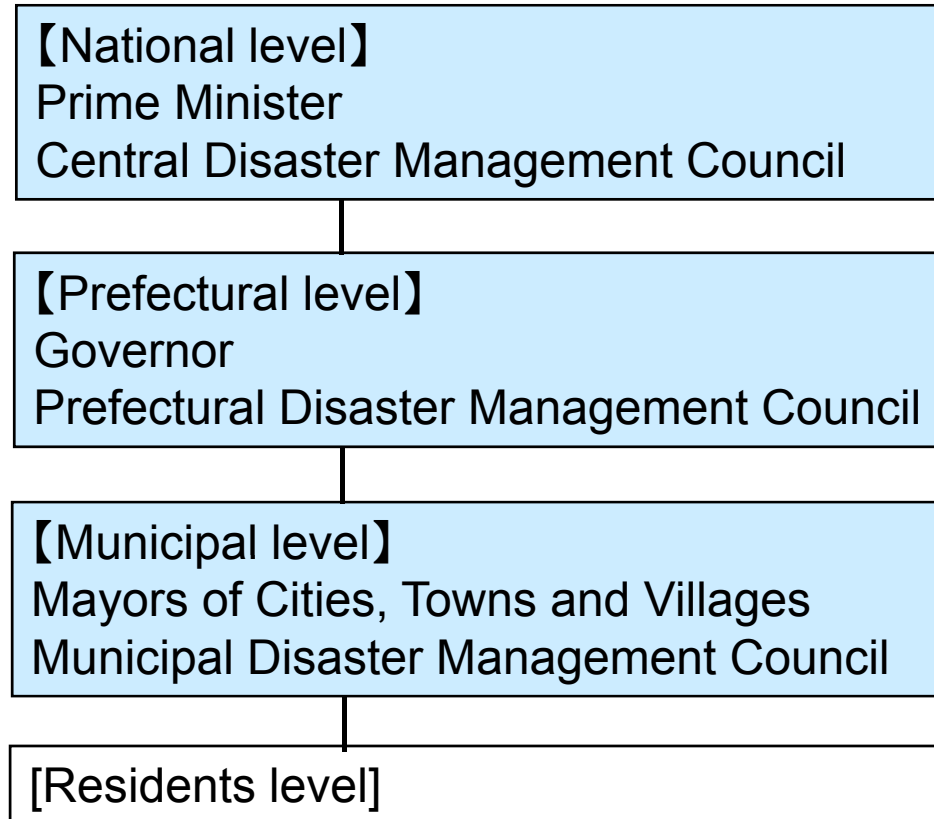 【National level】
Prime Minister
Central Disaster Management Council
【Prefectural level】
Governor
Prefectural Disaster Management Council
【Municipal level】
Mayors of Cities, Towns and Villages
Municipal Disaster Management Council
[Residents level]